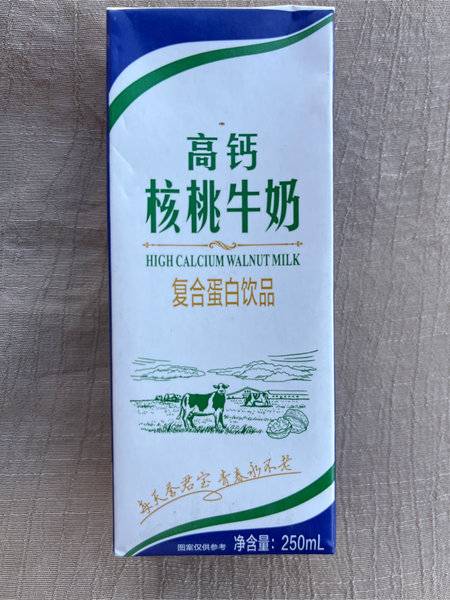 高钙
核桃牛奶
HIGH CALCIUM WALNUT MILK
复合蛋白饮品
每天香君宝 青春永不老
图案仅供参考 净含量：250mL